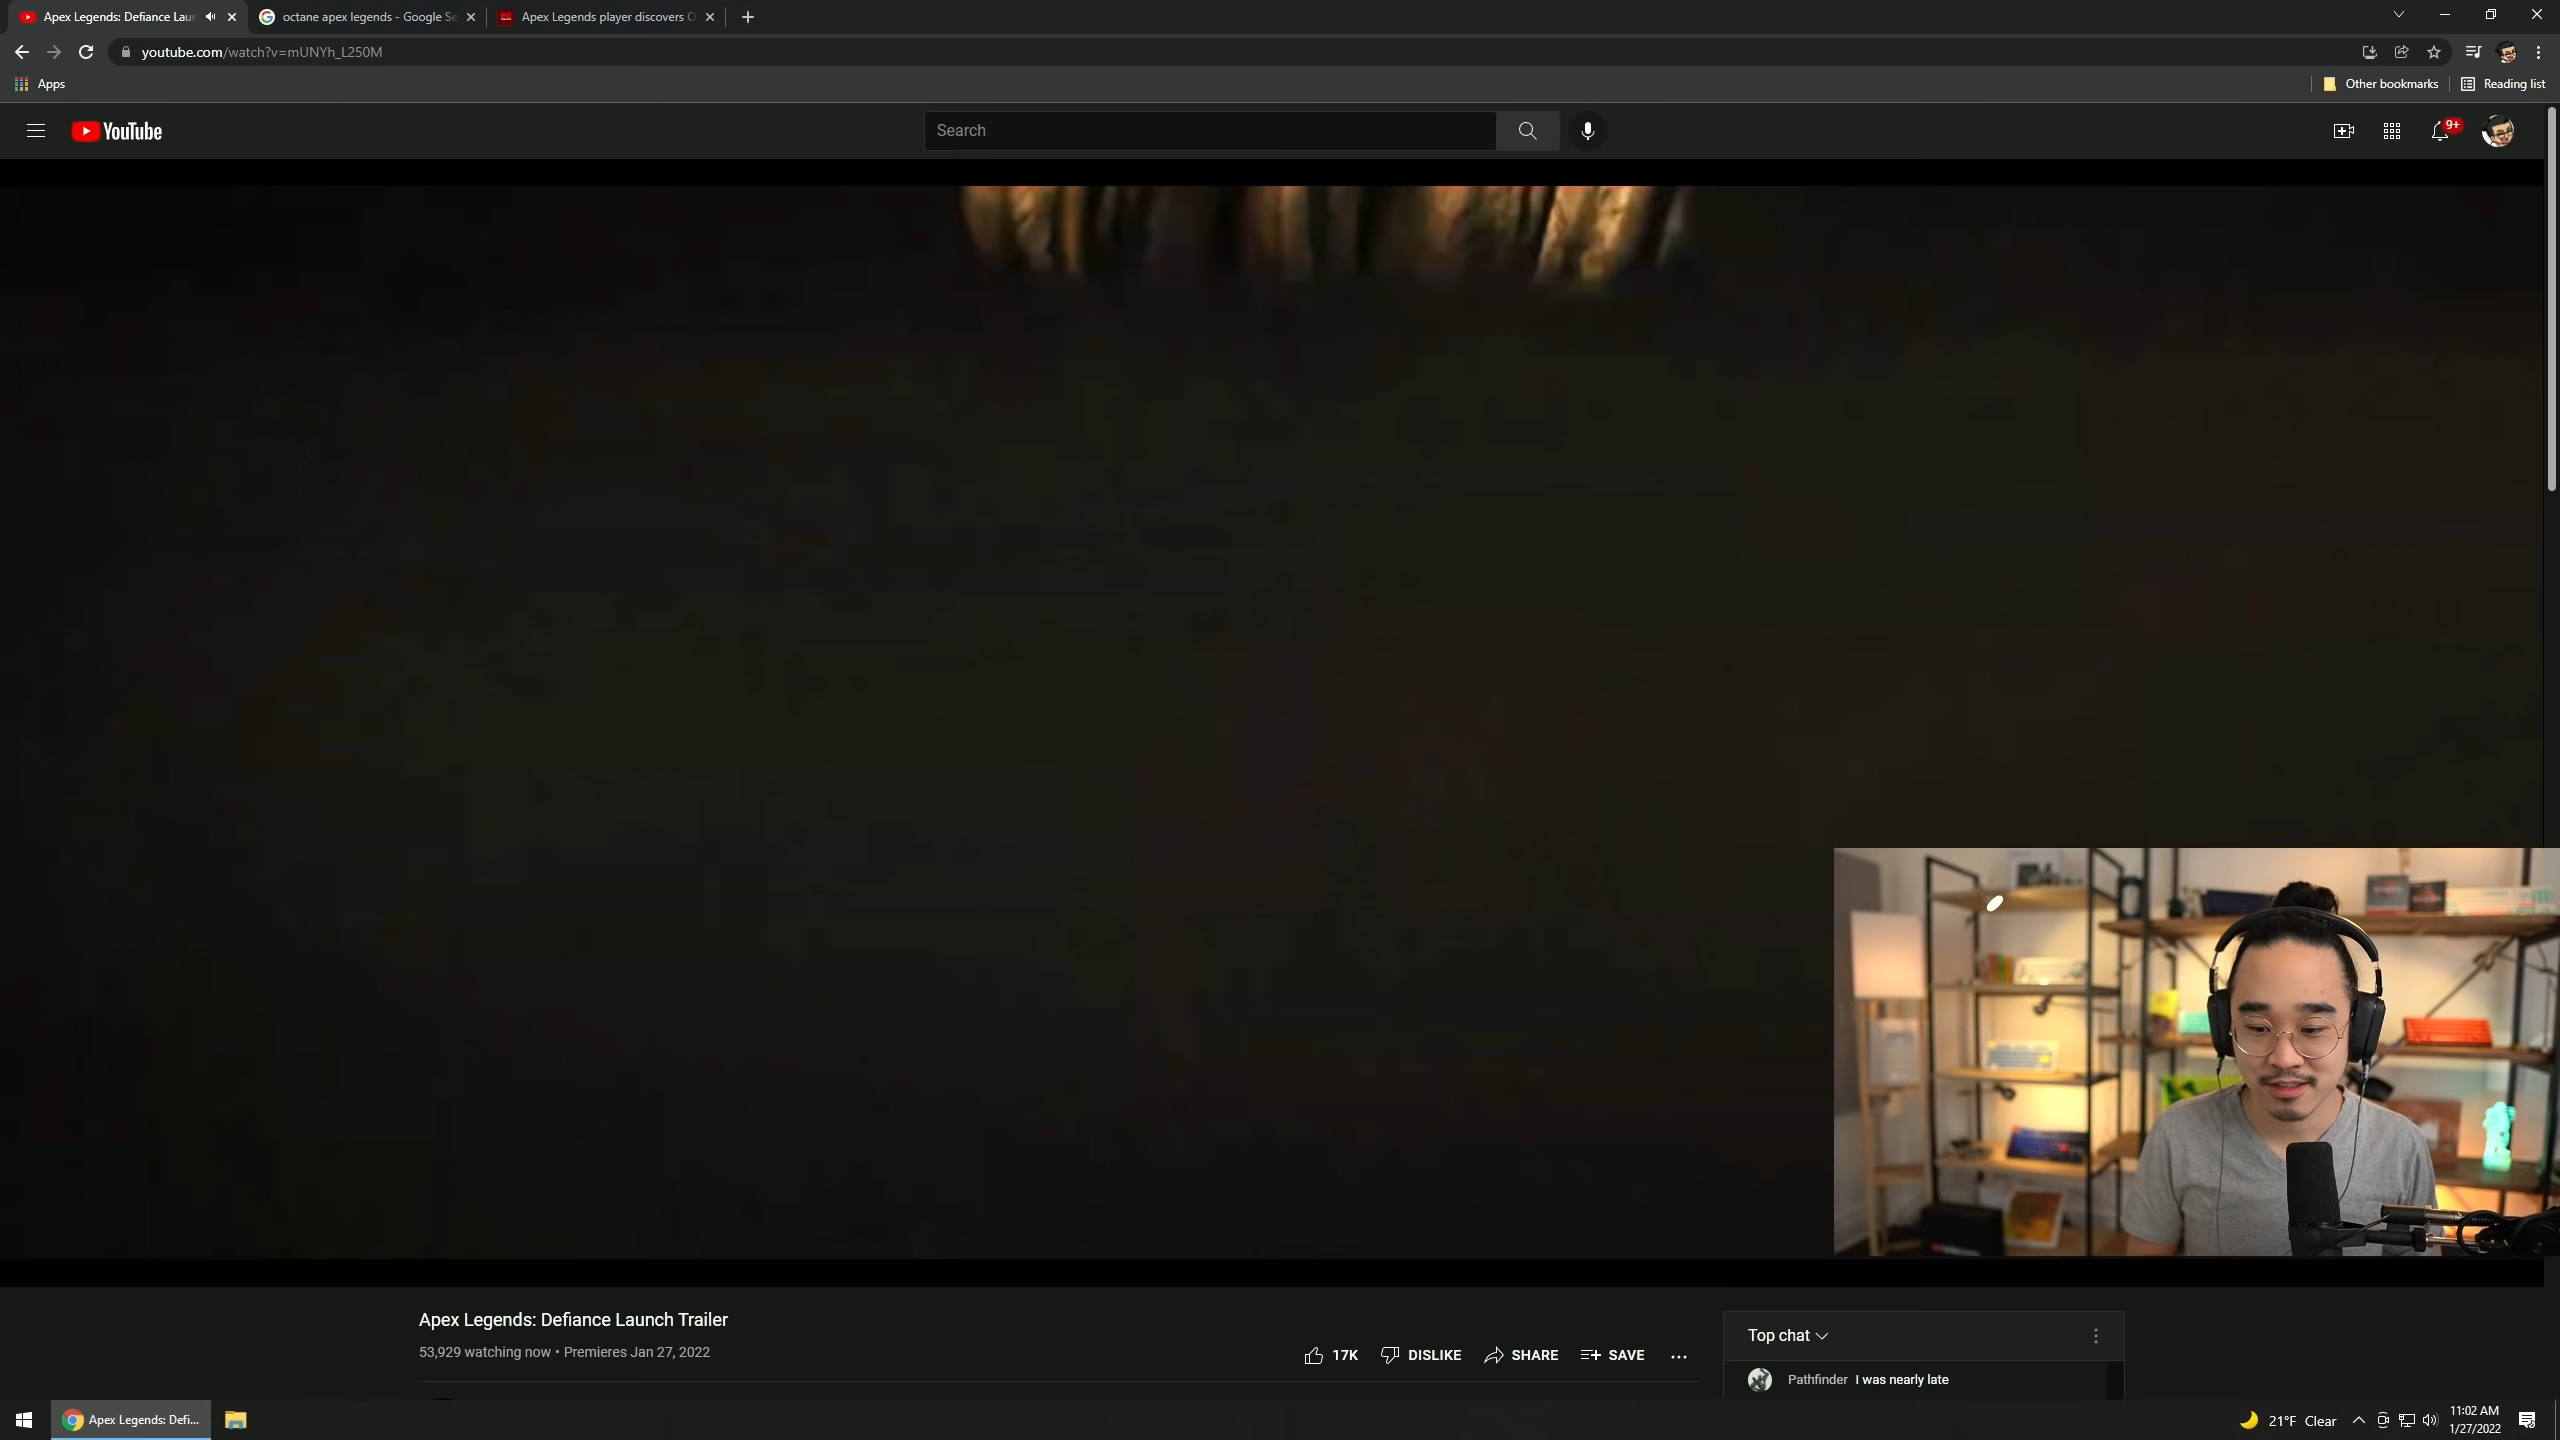 Apex Legends: Defiance Laun
octane apex legends - Google Se
Apex Legends player discovers O
youtube.com/watch?v=mUNYh_L250M
Apps
Other bookmarks
Reading list
YouTube
Search
9+
Apex Legends: Defiance Launch Trailer
53,929 watching now • Premieres Jan 27, 2022
17K
DISLIKE
SHARE
SAVE
Top chat
Pathfinder I was nearly late
Apex Legends: Defi...
21°F Clear
11:02 AM
1/27/2022